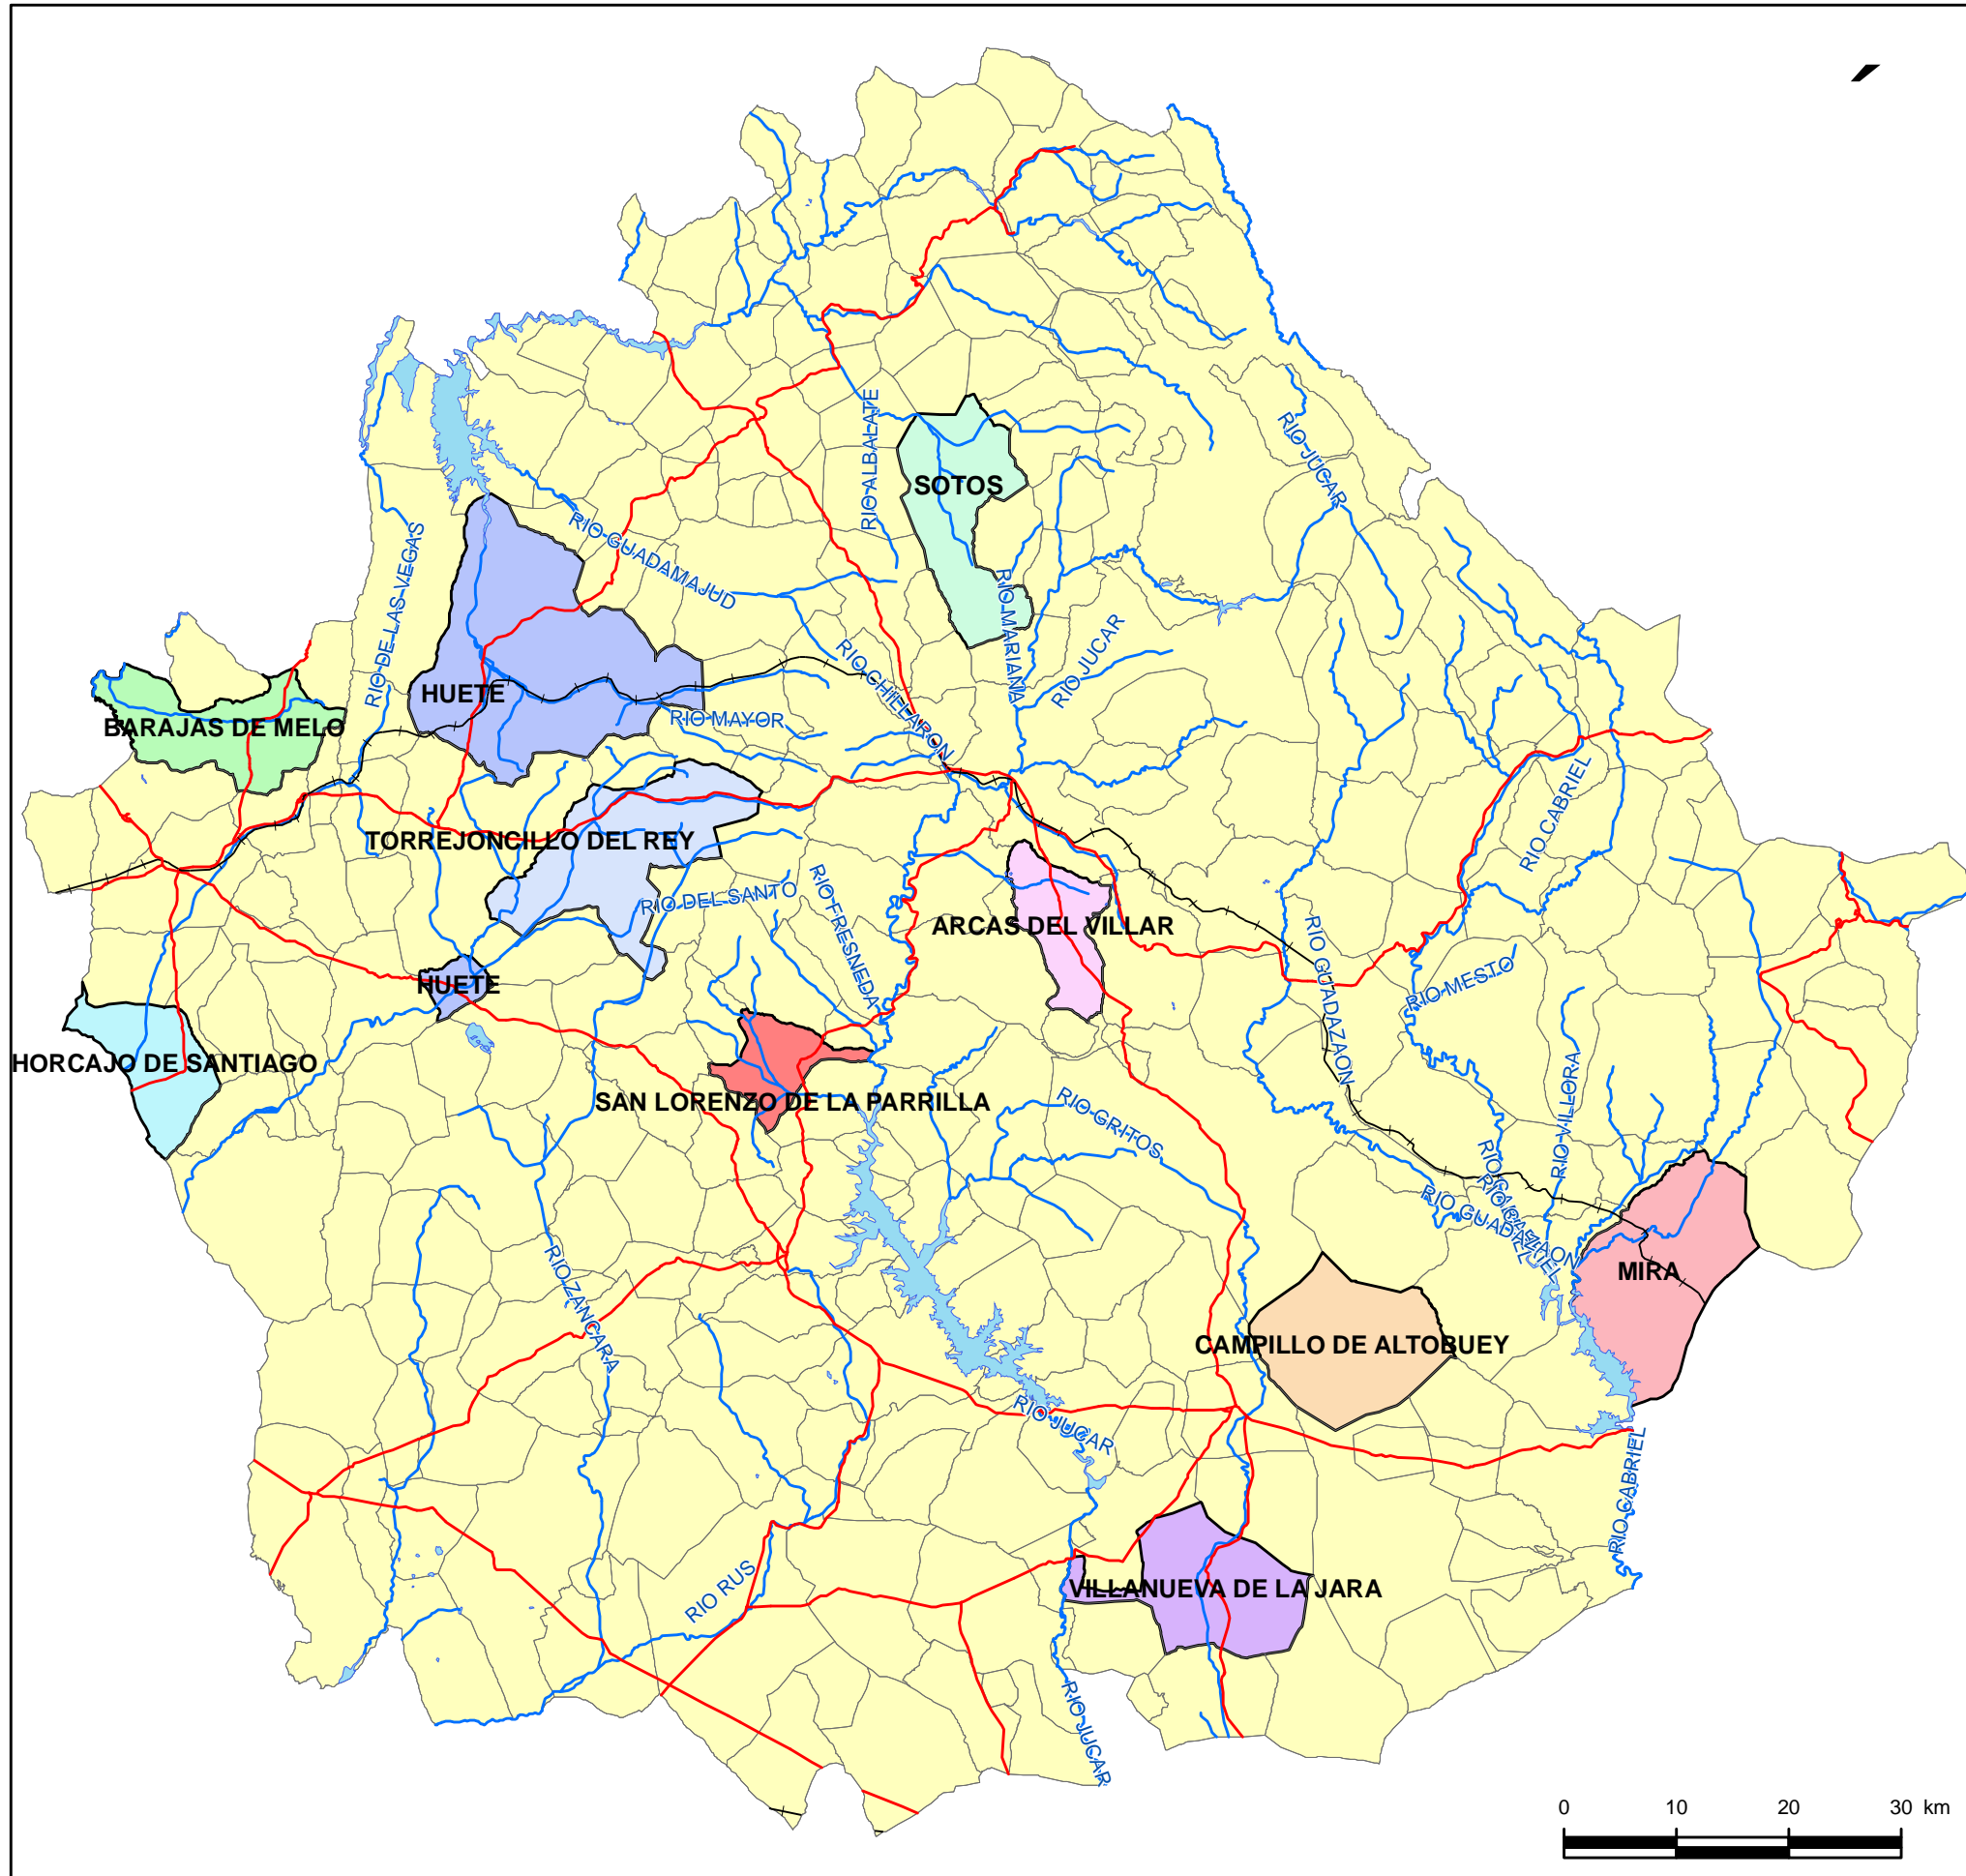 RIO JUCAR
RIO ALBALATE
SOTOS
RIO GUADAMAJUD
RIO DE LAS VEGAS
RIO MARIANA
RIO JUCAR
RIO CHILLARON
HUETE
RIO MAYOR
BARAJAS DE MELO
RIO CABRIEL
TORREJONCILLO DEL REY
RIO DEL SANTO
RIO FRESNEDA
ARCAS DEL VILLAR
RIO GUADAZAON
RIO MESTO
HUETE
HORCAJO DE SANTIAGO
SAN LORENZO DE LA PARRILLA
RIO GRITOS
RIO VILLORA
RIO CABRIEL
RIO GUADAZAON
RIO ZANCARA
MIRA
CAMPILLO DE ALTOBUEY
RIO JUCAR
RIO CABRIEL
RIO RUS
VILLANUEVA DE LA JARA
RIO JUCAR
0 10 20 30 km